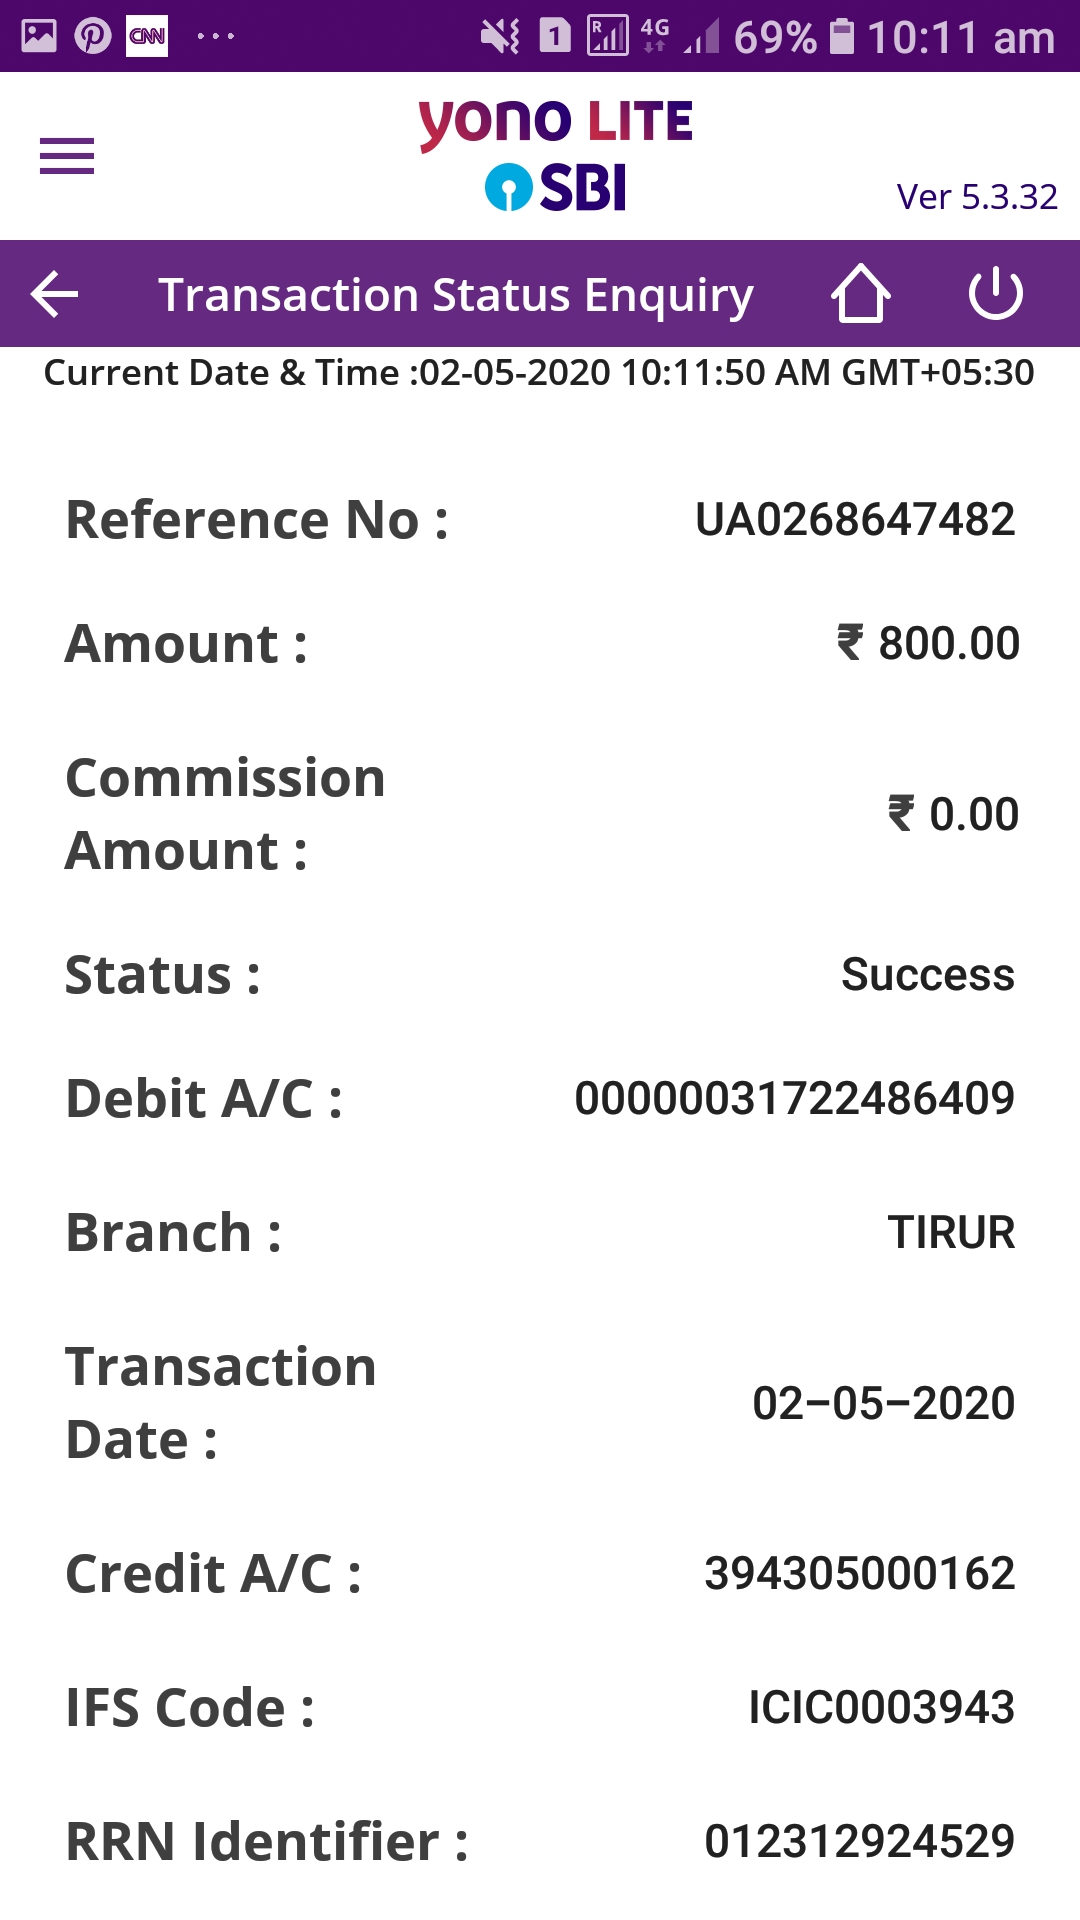 CNN 1 R 4G 69% 10:11 am
yono LITE
SBI
Ver 5.3.32
Transaction Status Enquiry
Current Date & Time :02-05-2020 10:11:50 AM GMT+05:30
Reference No : UA0268647482
Amount : ₹ 800.00
Commission
Amount : ₹ 0.00
Status : Success
Debit A/C : 00000031722486409
Branch : TIRUR
Transaction
Date : 02–05–2020
Credit A/C : 394305000162
IFS Code : ICIC0003943
RRN Identifier : 012312924529